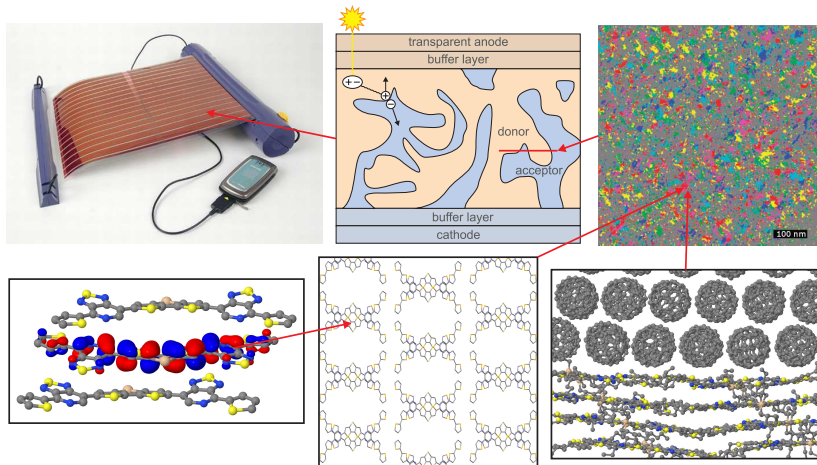 transparent anode
buffer layer
+ −
+
−
donor
acceptor
buffer layer
cathode
100 nm